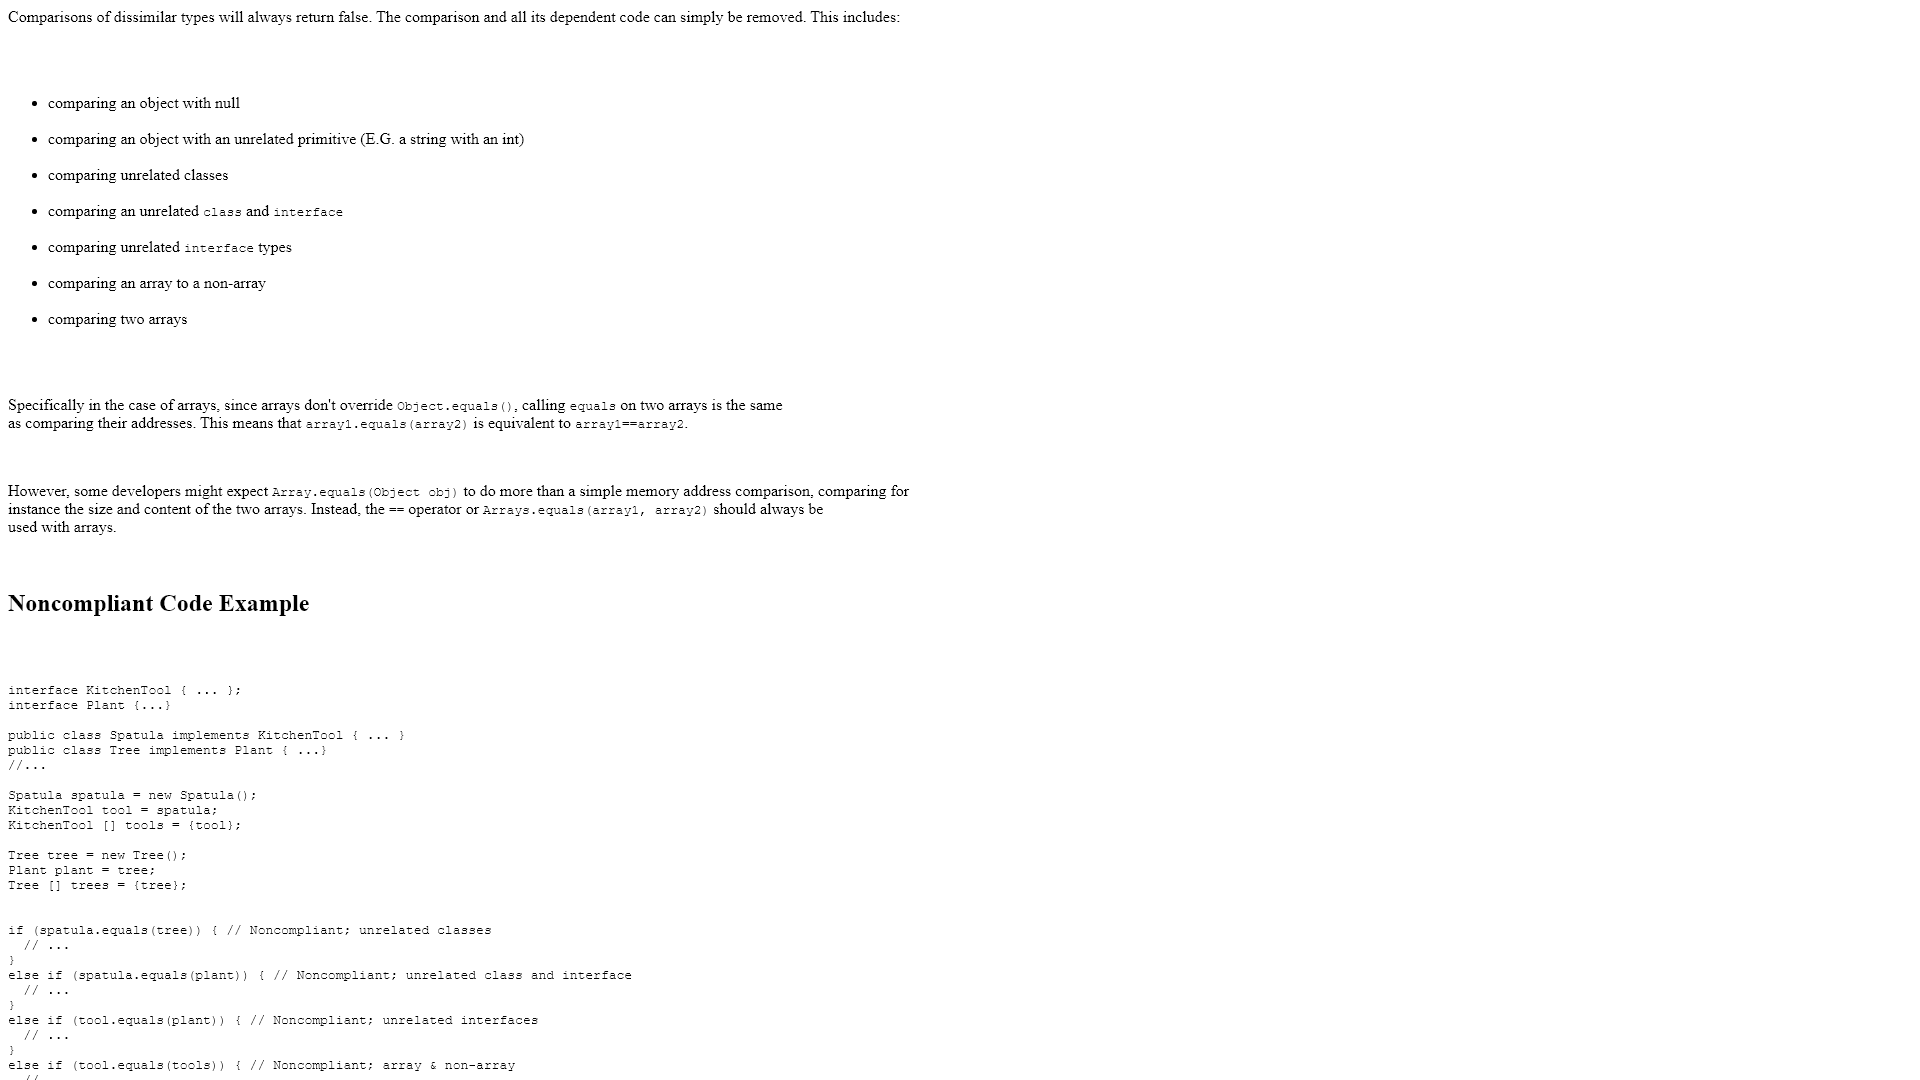 Comparisons of dissimilar types will always return false. The comparison and all its dependent code can simply be removed. This includes:
• comparing an object with null
• comparing an object with an unrelated primitive (E.G. a string with an int)
• comparing unrelated classes
• comparing an unrelated class and interface
• comparing unrelated interface types
• comparing an array to a non-array
• comparing two arrays
Specifically in the case of arrays, since arrays don't override Object.equals(), calling equals on two arrays is the same
as comparing their addresses. This means that array1.equals(array2) is equivalent to array1==array2.
However, some developers might expect Array.equals(Object obj) to do more than a simple memory address comparison, comparing for
instance the size and content of the two arrays. Instead, the == operator or Arrays.equals(array1, array2) should always be
used with arrays.
Noncompliant Code Example
interface KitchenTool { ... };
interface Plant {...}
public class Spatula implements KitchenTool { ... }
public class Tree implements Plant { ...}
//...
Spatula spatula = new Spatula();
KitchenTool tool = spatula;
KitchenTool [] tools = {tool};
Tree tree = new Tree();
Plant plant = tree;
Tree [] trees = {tree};
if (spatula.equals(tree)) { // Noncompliant; unrelated classes
  // ...
}
else if (spatula.equals(plant)) { // Noncompliant; unrelated class and interface
  // ...
}
else if (tool.equals(plant)) { // Noncompliant; unrelated interfaces
  // ...
}
else if (tool.equals(tools)) { // Noncompliant; array & non-array
  //